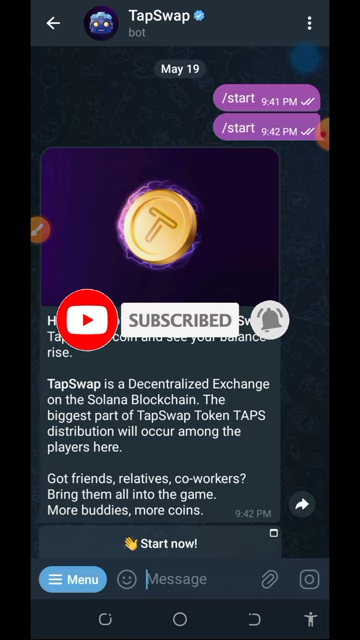 TapSwap
bot
May 19
/start 9:41 PM
/start 9:42 PM
SUBSCRIBED
rise.
TapSwap is a Decentralized Exchange
on the Solana Blockchain. The
biggest part of TapSwap Token TAPS
distribution will occur among the
players here.
Got friends, relatives, co-workers?
Bring them all into the game.
More buddies, more coins. 9:42 PM
👋 Start now!
Menu
Message